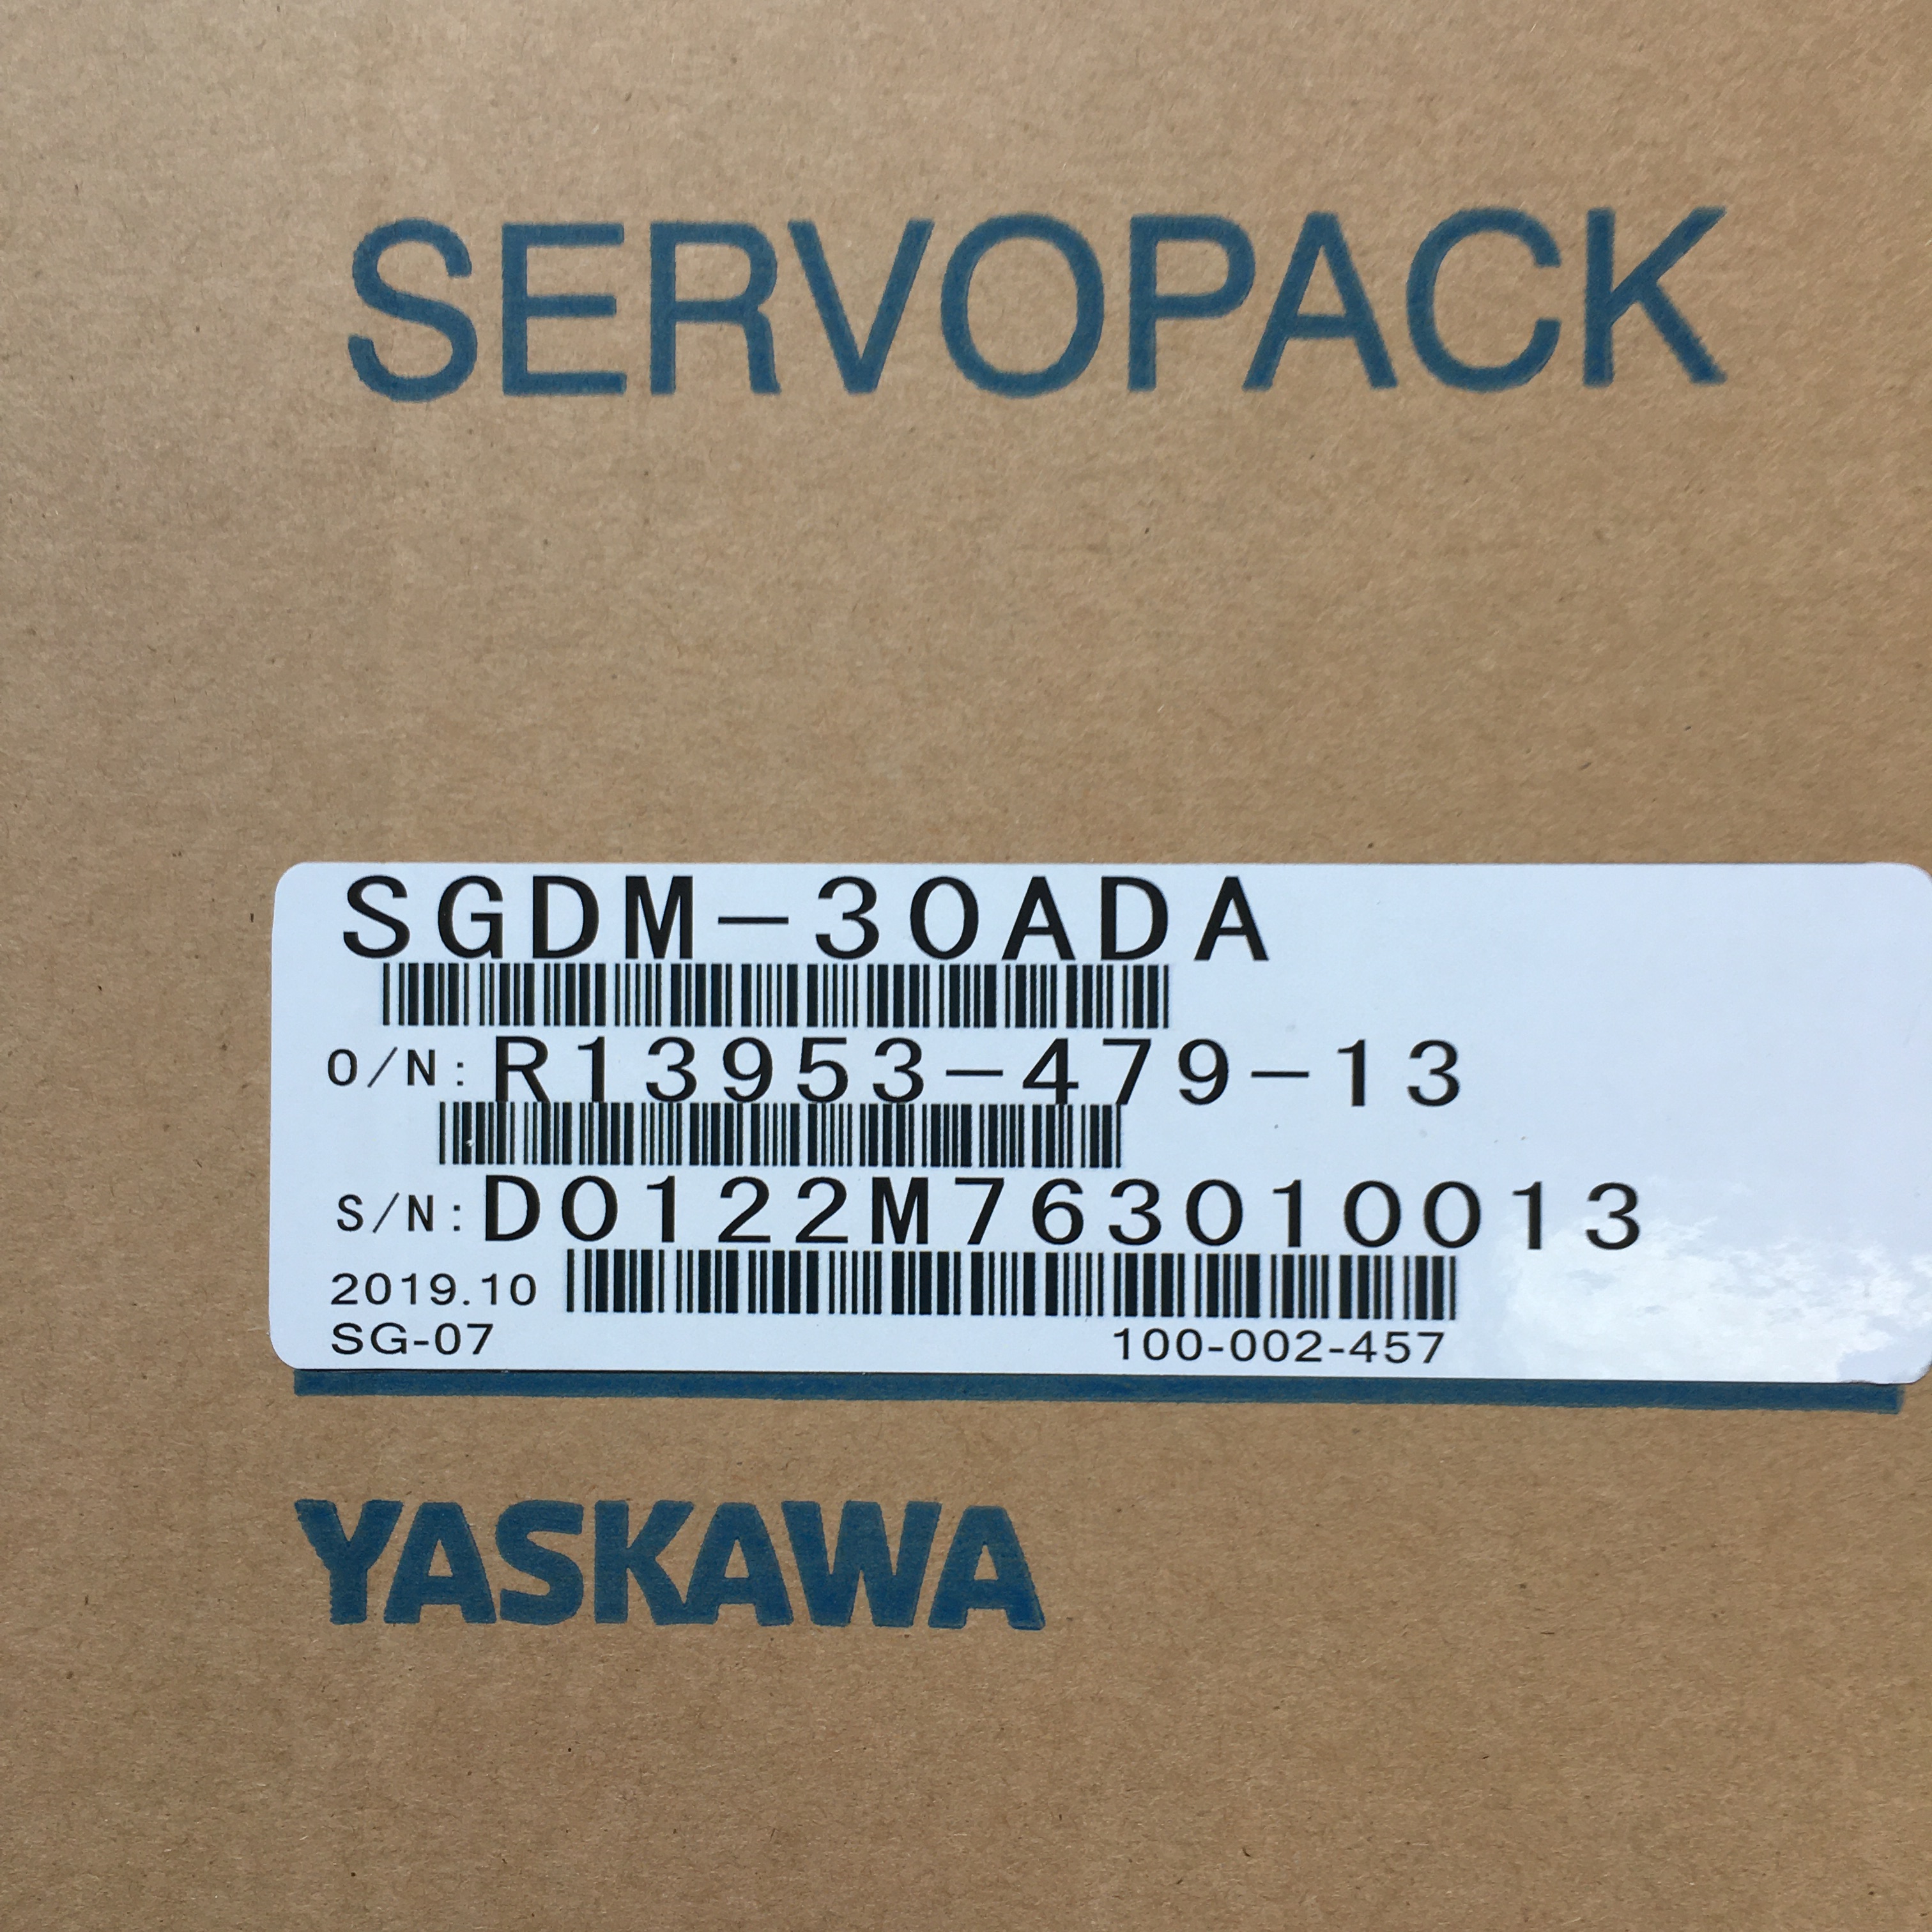 SERVOPACK
SGDM-30ADA
O/N: R13953-479-13
S/N: D0122M763010013
2019.10
SG-07 100-002-457
YASKAWA